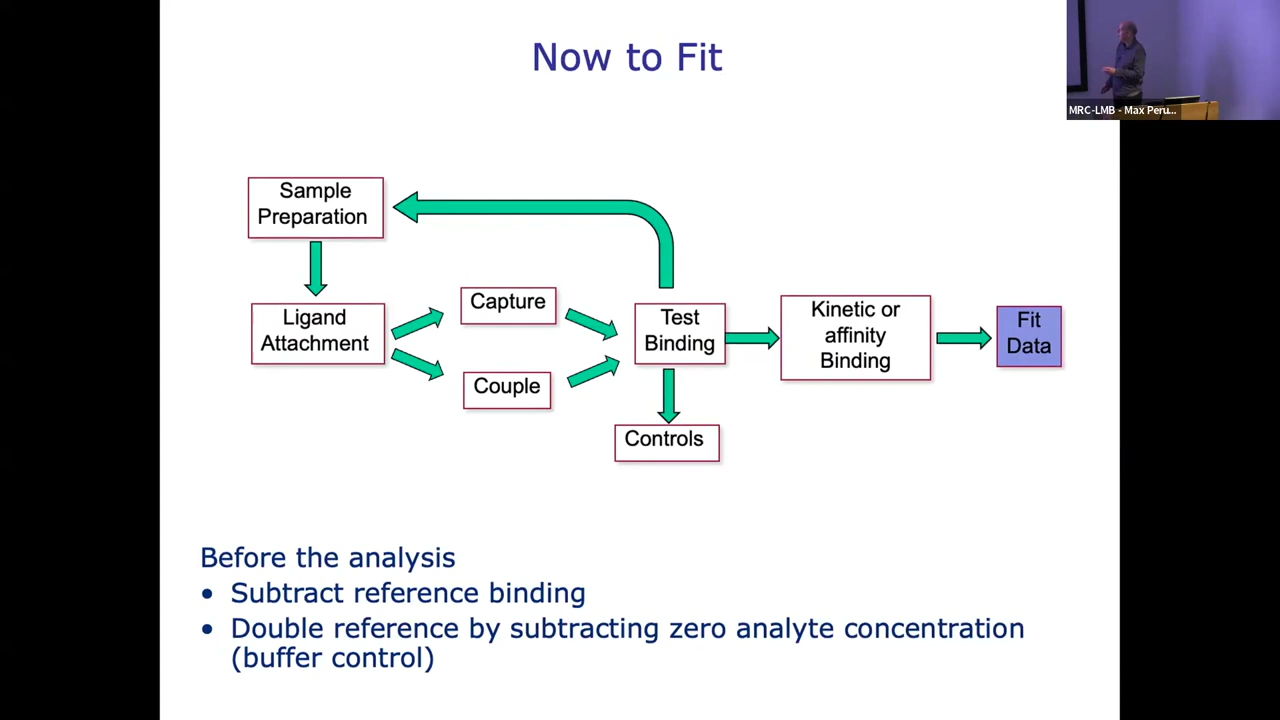 Now to Fit
MRC-LMB - Max Peru...
Sample
Preparation
Ligand
Attachment
Capture
Couple
Test
Binding
Controls
Kinetic or
affinity
Binding
Fit
Data
Before the analysis
• Subtract reference binding
• Double reference by subtracting zero analyte concentration
(buffer control)